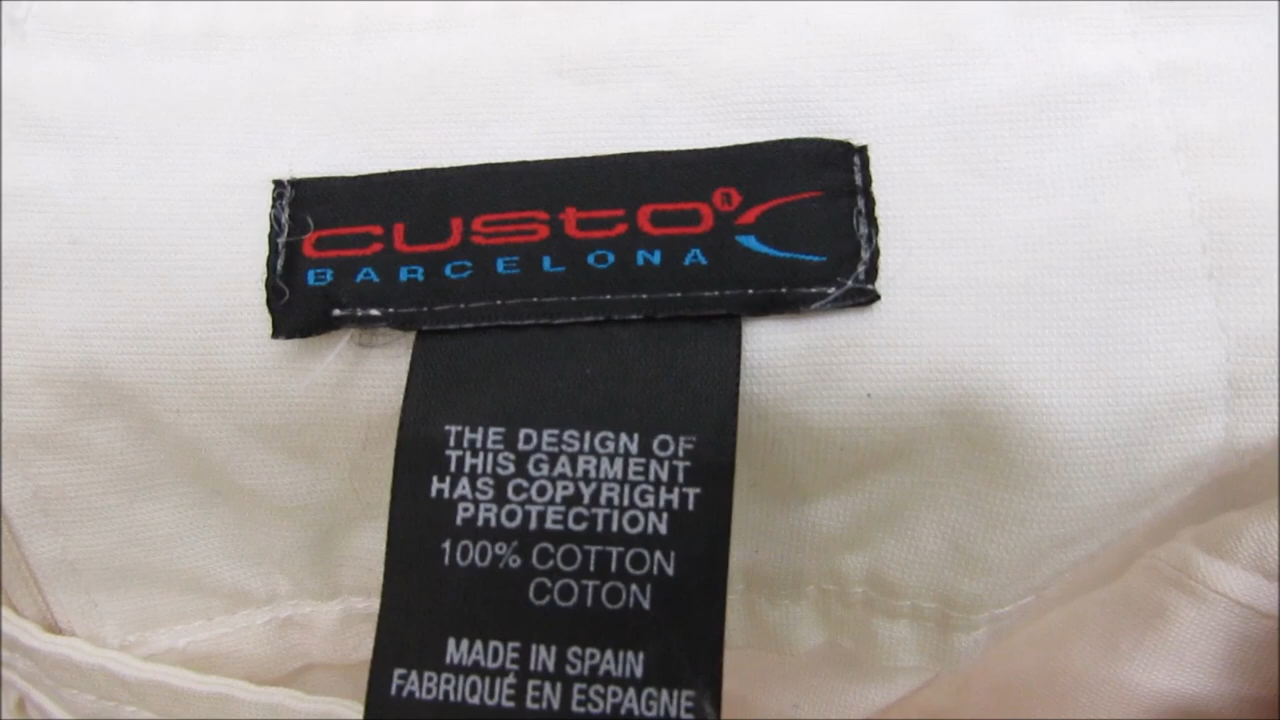 custo®
BARCELONA
THE DESIGN OF
THIS GARMENT
HAS COPYRIGHT
PROTECTION
100% COTTON
COTON
MADE IN SPAIN
FABRIQUÉ EN ESPAGNE